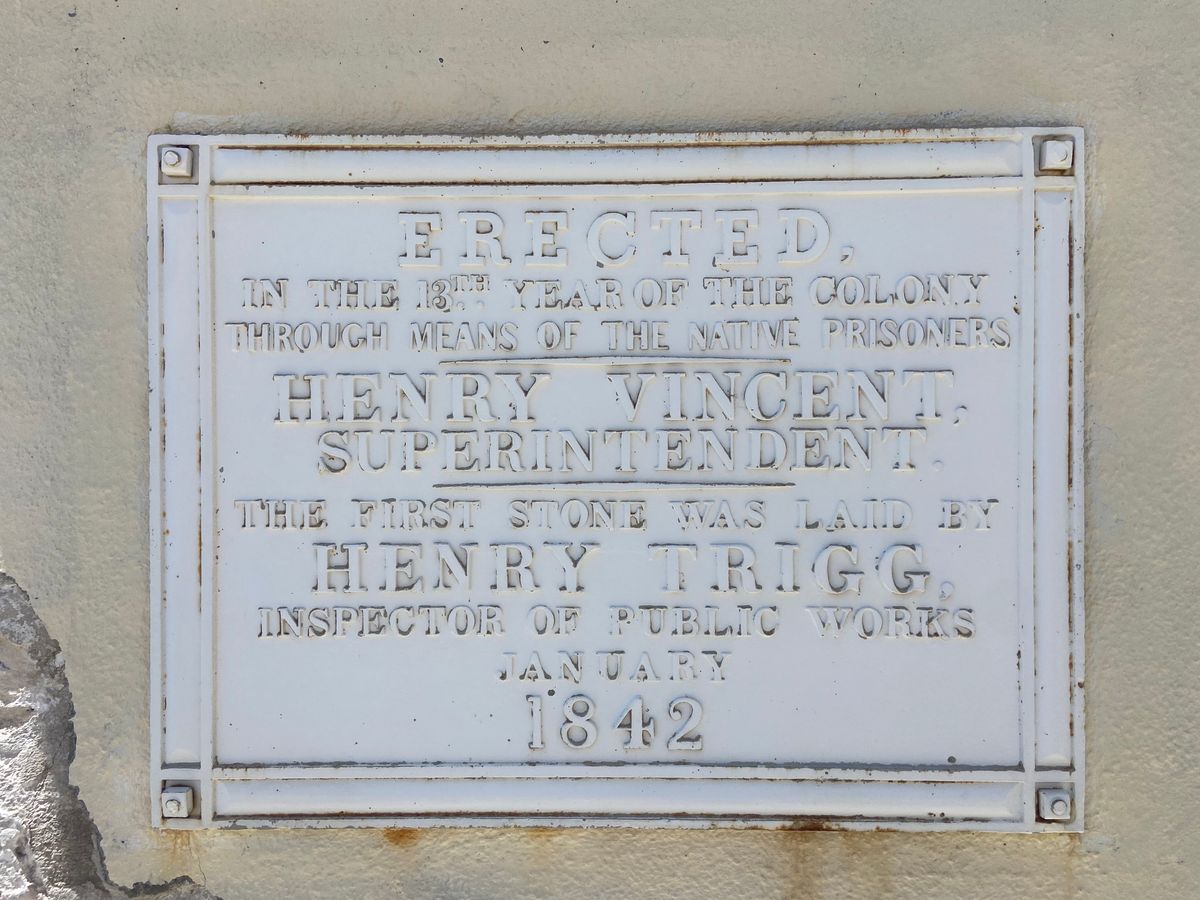 ERECTED,
IN THE 13TH. YEAR OF THE COLONY
THROUGH MEANS OF THE NATIVE PRISONERS
HENRY VINCENT,
SUPERINTENDENT.
THE FIRST STONE WAS LAID BY
HENRY TRIGG,
INSPECTOR OF PUBLIC WORKS
JANUARY
1842